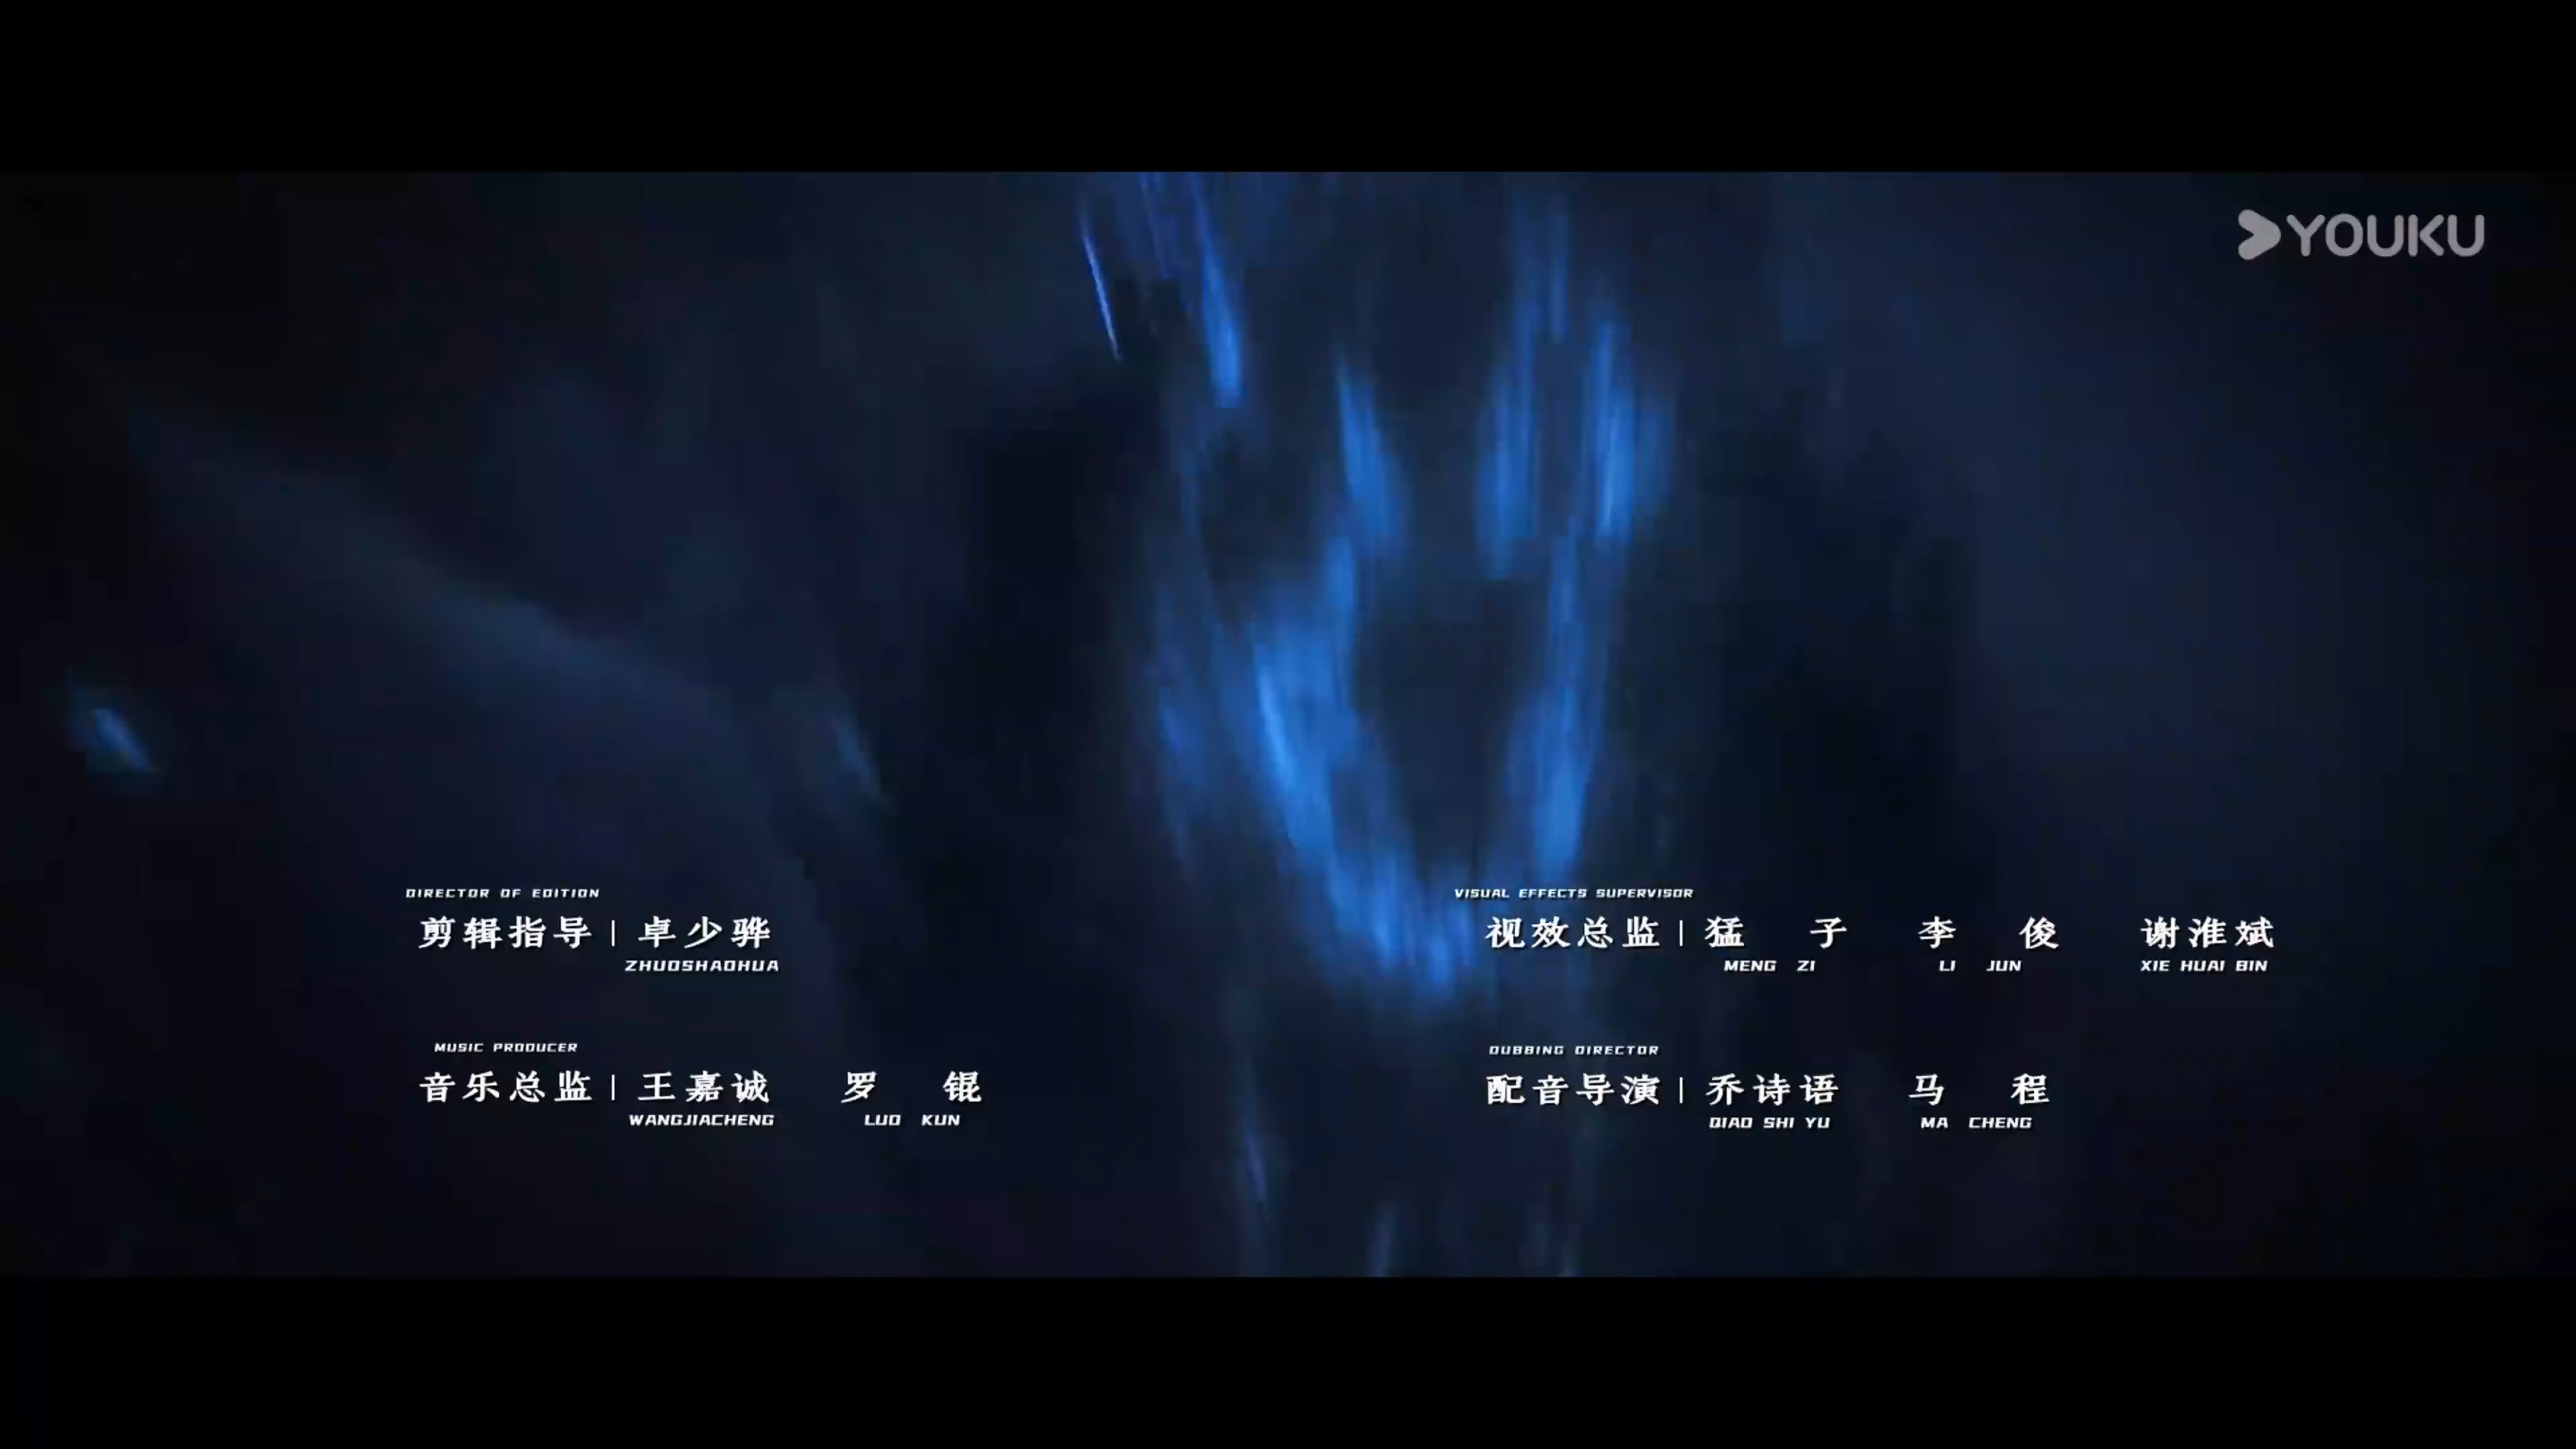 YOUKU
DIRECTOR OF EDITION
剪辑指导 | 卓少骅
ZHUOSHAOHUA
VISUAL EFFECTS SUPERVISOR
视效总监 | 猛子 李俊 谢淮斌
MENG ZI LI JUN XIE HUAI BIN
MUSIC PRODUCER
音乐总监 | 王嘉诚 罗锟
WANGJIACHENG LUO KUN
DUBBING DIRECTOR
配音导演 | 乔诗语 马程
QIAO SHI YU MA CHENG